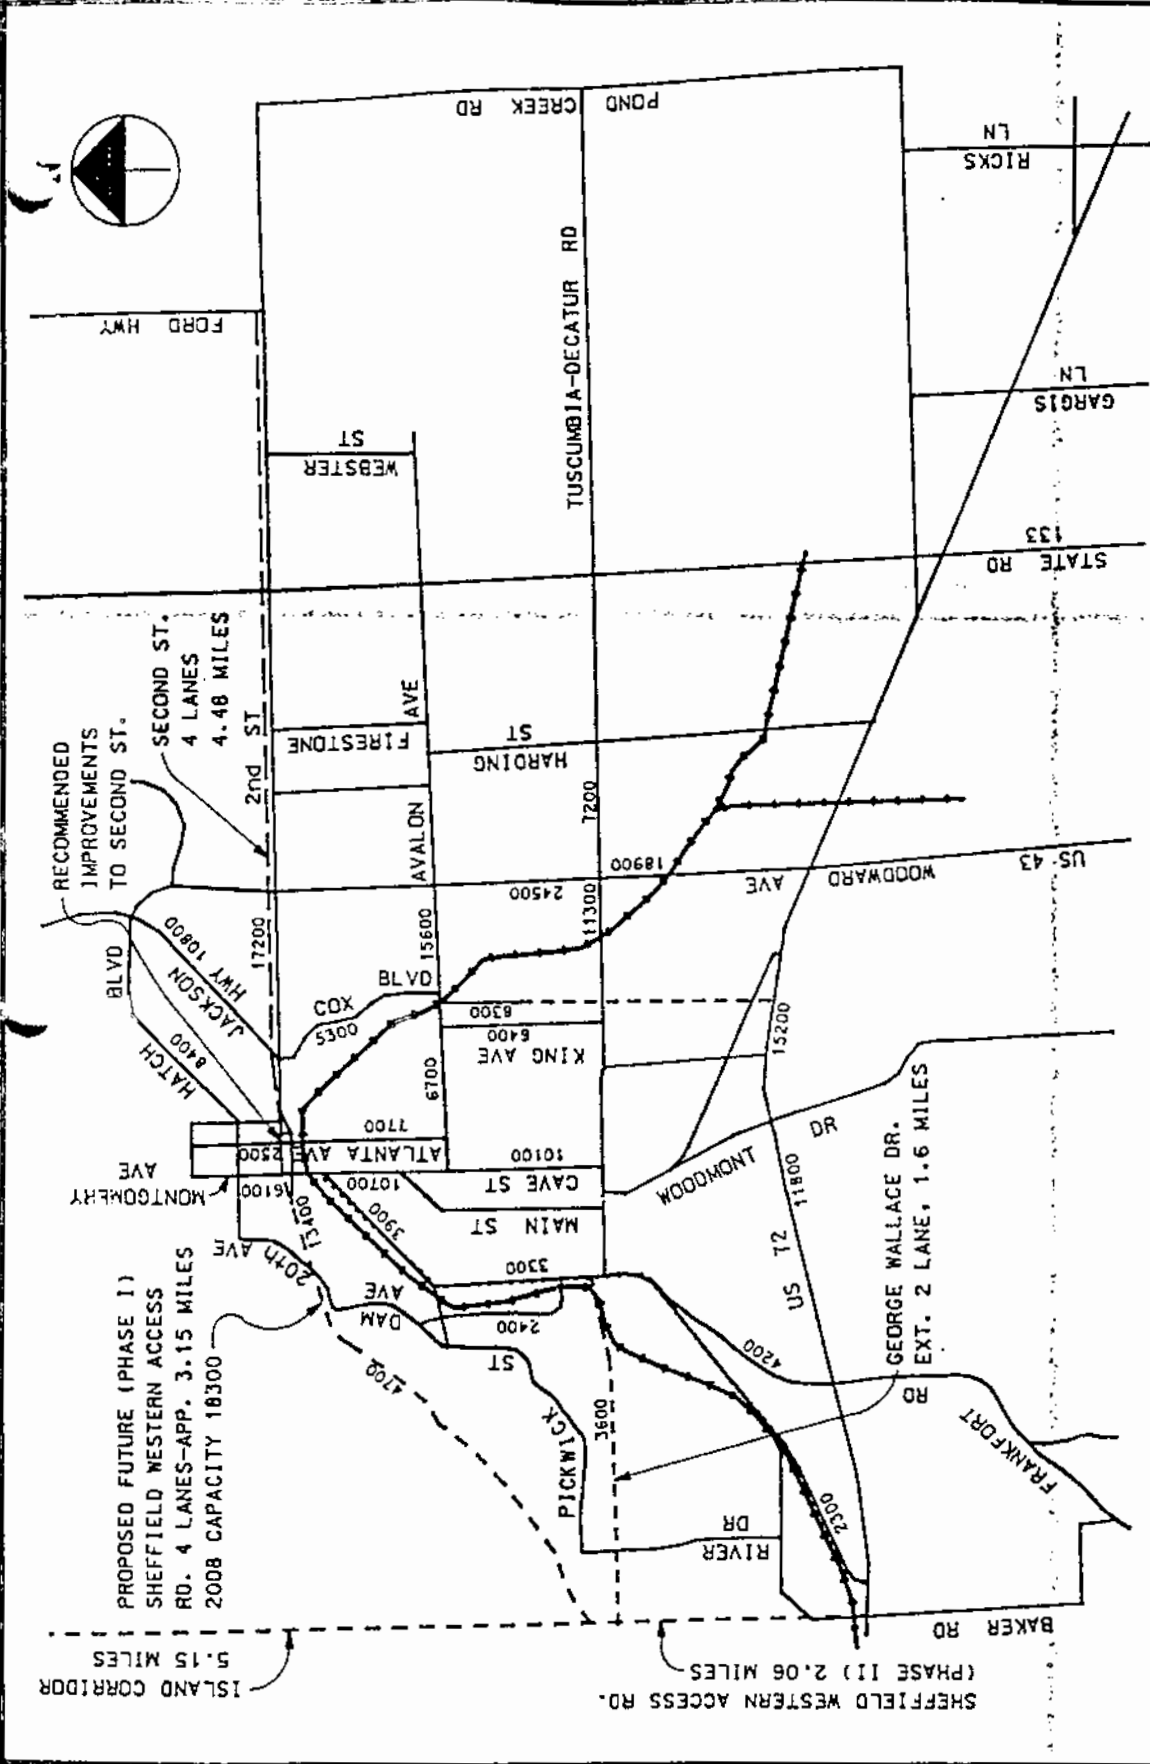 RECOMMENDED
IMPROVEMENTS
TO SECOND ST.
SECOND ST.
4 LANES
4.48 MILES
PROPOSED FUTURE (PHASE I)
SHEFFIELD WESTERN ACCESS
RD. 4 LANES-APP. 3.15 MILES
2008 CAPACITY 18300
ISLAND CORRIDOR
5.15 MILES
SHEFFIELD WESTERN ACCESS RD.
(PHASE II) 2.06 MILES
GEORGE WALLACE DR.
EXT. 2 LANE, 1.6 MILES
HATCH
BLVD
8400
JACKSON
HWY 10800
MONTGOMERY
AVE
20th AVE
DAM
AVE
PICKWICK
ST
RIVER
DR
BAKER RD
FRANKFORT
RD
4200
2300
3600
4700
2400
3300
3900
13400
16100
2500
10700
ATLANTA AVE
7700
CAVE ST
10100
MAIN ST
KING AVE
6400
8300
COX
BLVD
5300
6700
15600
AVALON
AVE
17200
2nd ST
FORD HWY
WEBSTER
ST
FIRESTONE
HARDING
ST
24500
18900
WOODWARD
AVE
US 43
11300
7200
TUSCUMBIA-DECATUR RD
POND
CREEK RD
RICKS
LN
GARGIS
LN
STATE RD
133
WOODMONT
DR
US 72
11800
15200